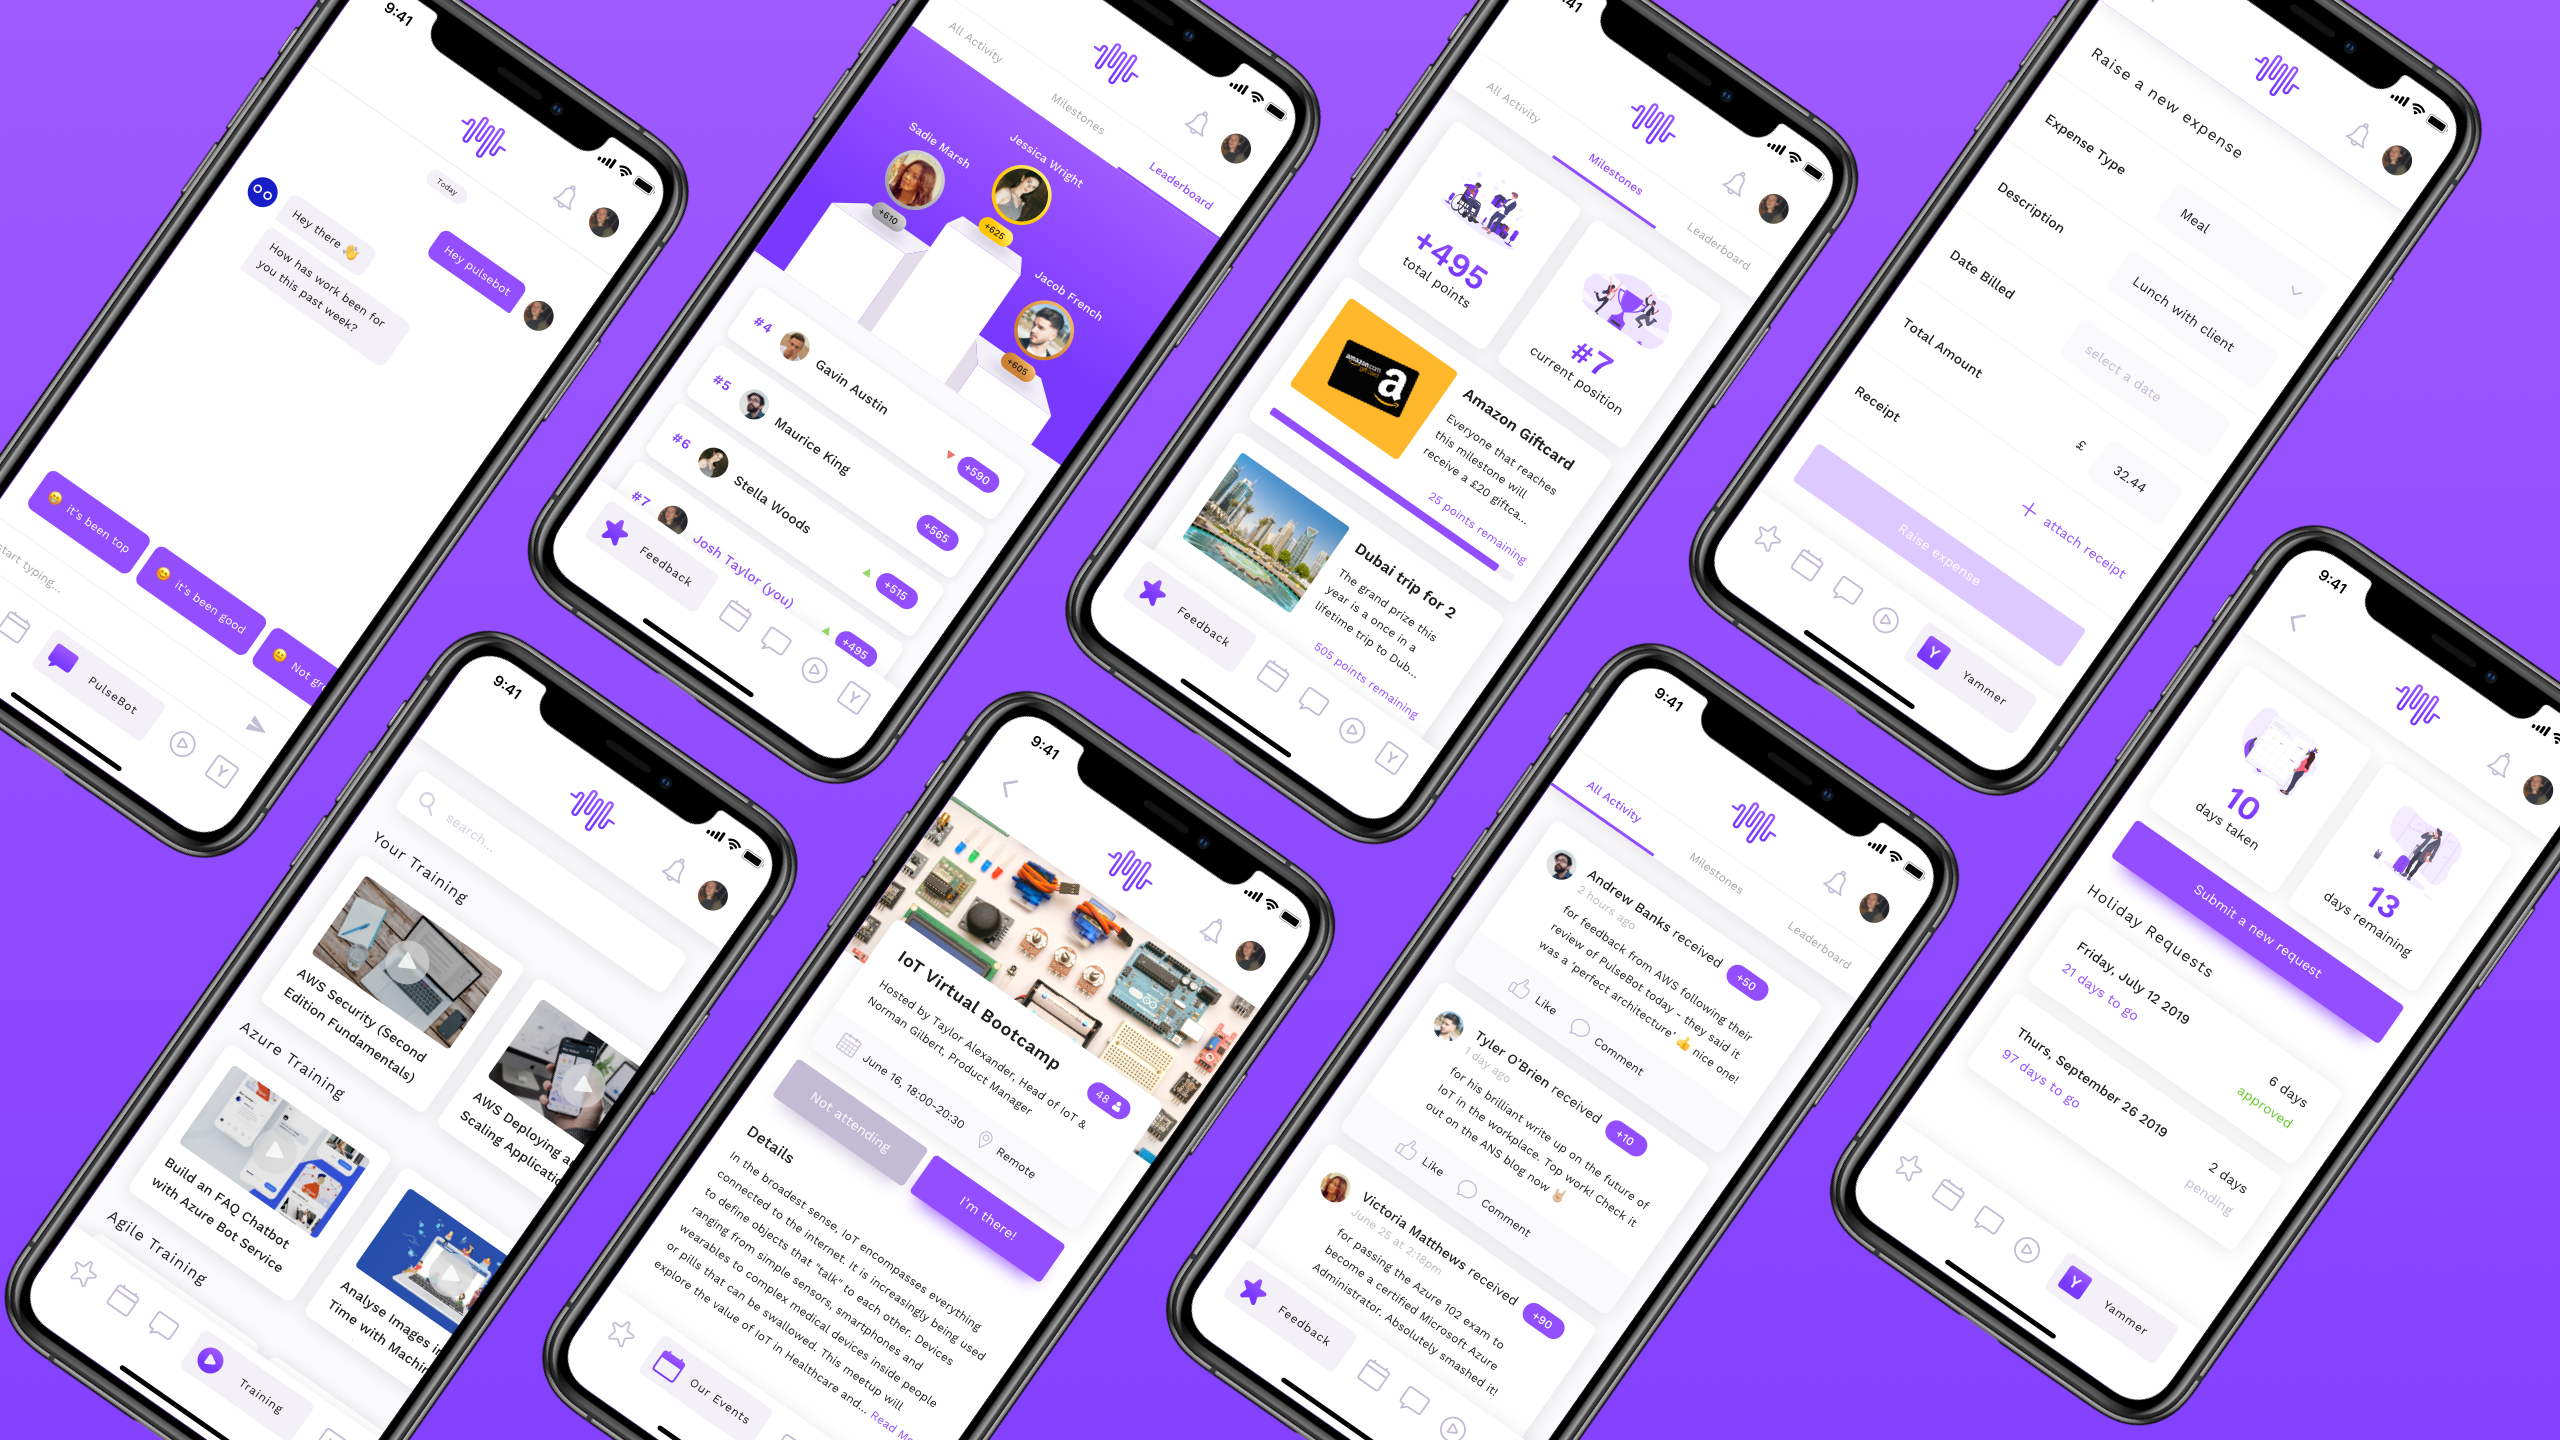 9:41
Today
Hey pulsebot
Hey there 👋
How has work been for
you this past week?
😁 it's been top
😊 it's been good
😐 Not gr
start typing...
PulseBot
Y
All Activity
Milestones
Leaderboard
Sadie Marsh
+610
Jessica Wright
+625
Jacob French
+605
#4
Gavin Austin
+590
#5
Maurice King
+565
#6
Stella Woods
+515
#7
Josh Taylor (you)
+495
Feedback
Y
9:41
All Activity
Milestones
Leaderboard
+495
total points
#7
current position
amazon.com
gift card
a
Amazon Giftcard
Everyone that reaches
this milestone will
receive a £20 giftca...
25 points remaining
Dubai trip for 2
The grand prize this
year is a once in a
lifetime trip to Dub...
505 points remaining
Feedback
Y
Raise a new expense
Expense Type
Meal
Description
Lunch with client
Date Billed
select a date
Total Amount
£
32.44
Receipt
+ attach receipt
Raise expense
Y
Yammer
9:41
search...
Your Training
AWS Security (Second
Edition Fundamentals)
AWS Deploying a
Scaling Applicatio
Azure Training
Build an FAQ Chatbot
with Azure Bot Service
Analyse Images in
Time with Machin
Agile Training
Training
9:41
IoT Virtual Bootcamp
Hosted by Taylor Alexander, Head of IoT &
Norman Gilbert, Product Manager
48
June 16, 18:00-20:30
Remote
Not attending
I'm there!
Details
In the broadest sense, IoT encompasses everything
connected to the internet. It is increasingly being used
to define objects that "talk" to each other. Devices
ranging from simple sensors, smartphones and
wearables to complex medical devices inside people
or pills that can be swallowed. This meetup will
explore the value of IoT in Healthcare and... Read Mo
Our Events
9:41
All Activity
Milestones
Leaderboard
Andrew Banks received
+50
2 hours ago
for feedback from AWS following their
review of PulseBot today - they said it
was a 'perfect architecture' 👍 nice one!
Like
Comment
Tyler O'Brien received
+10
1 day ago
for his brilliant write up on the future of
IoT in the workplace. Top work! Check it
out on the ANS blog now 🤘🏼
Like
Comment
Victoria Matthews received
+90
June 25 at 2:18pm
for passing the Azure 102 exam to
become a certified Microsoft Azure
Administrator. Absolutely smashed it!
Feedback
9:41
10
days taken
13
days remaining
Submit a new request
Holiday Requests
Friday, July 12 2019
21 days to go
6 days
approved
Thurs, September 26 2019
97 days to go
2 days
pending
Y
Yammer